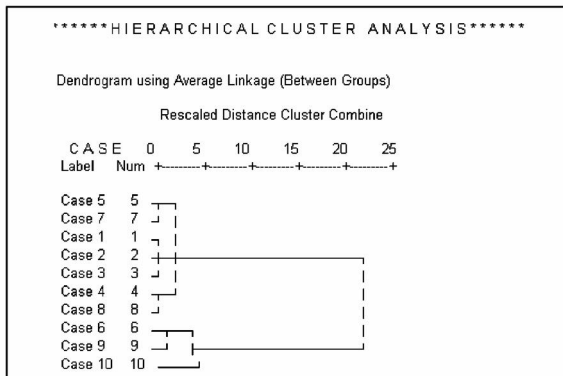 ******HIERARCHICAL CLUSTER ANALYSIS******
Dendrogram using Average Linkage (Between Groups)
Rescaled Distance Cluster Combine
CASE 0 5 10 15 20 25
Label Num +---------+---------+---------+---------+---------+
Case 5 5
Case 7 7
Case 1 1
Case 2 2
Case 3 3
Case 4 4
Case 8 8
Case 6 6
Case 9 9
Case 10 10